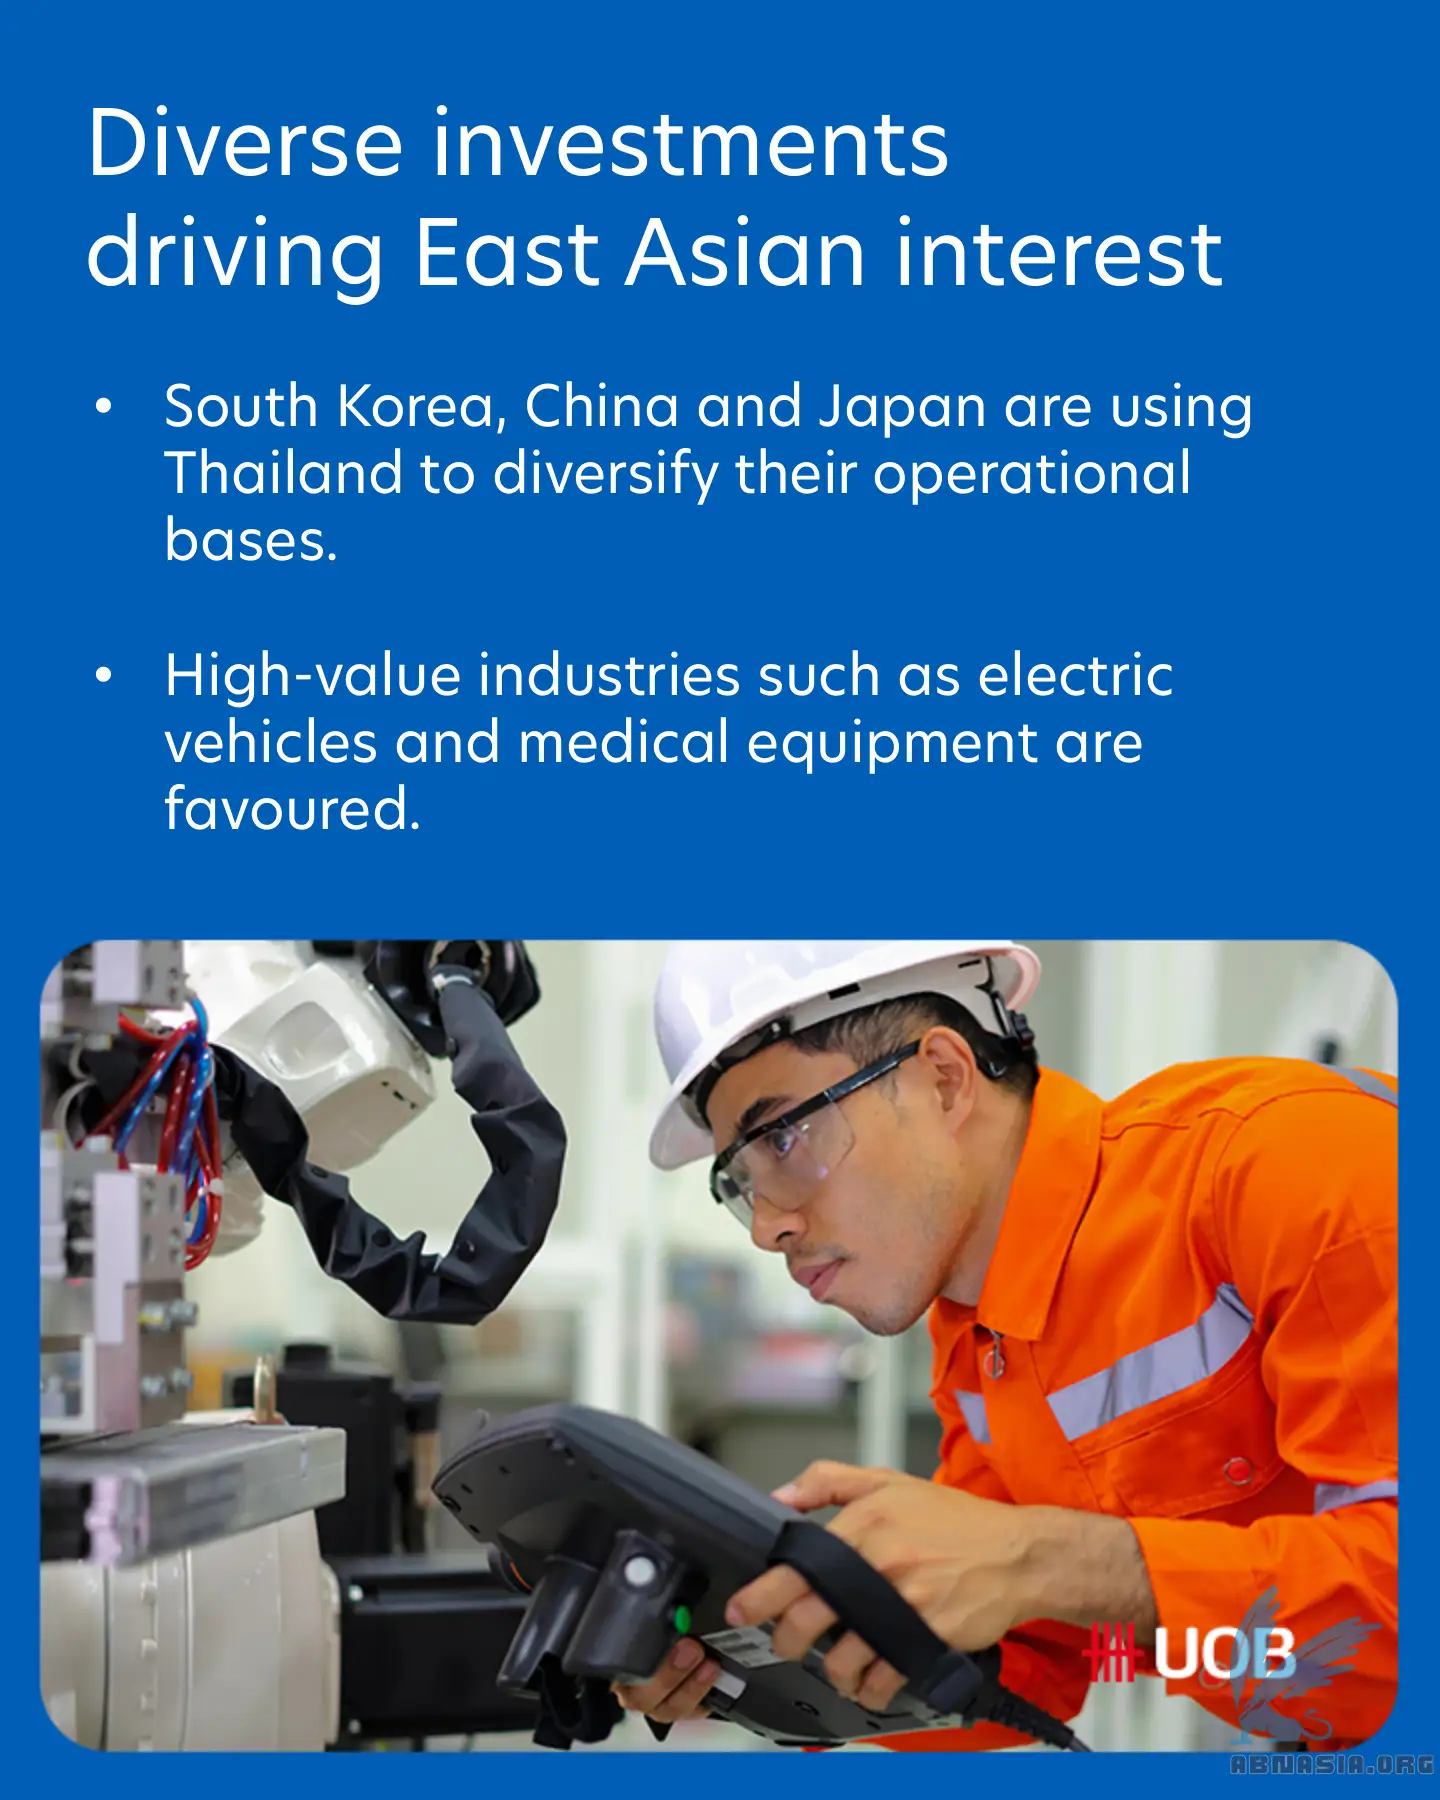 Diverse investments
driving East Asian interest
• South Korea, China and Japan are using
Thailand to diversify their operational
bases.
• High-value industries such as electric
vehicles and medical equipment are
favoured.
UOB
ABNASIA.ORG